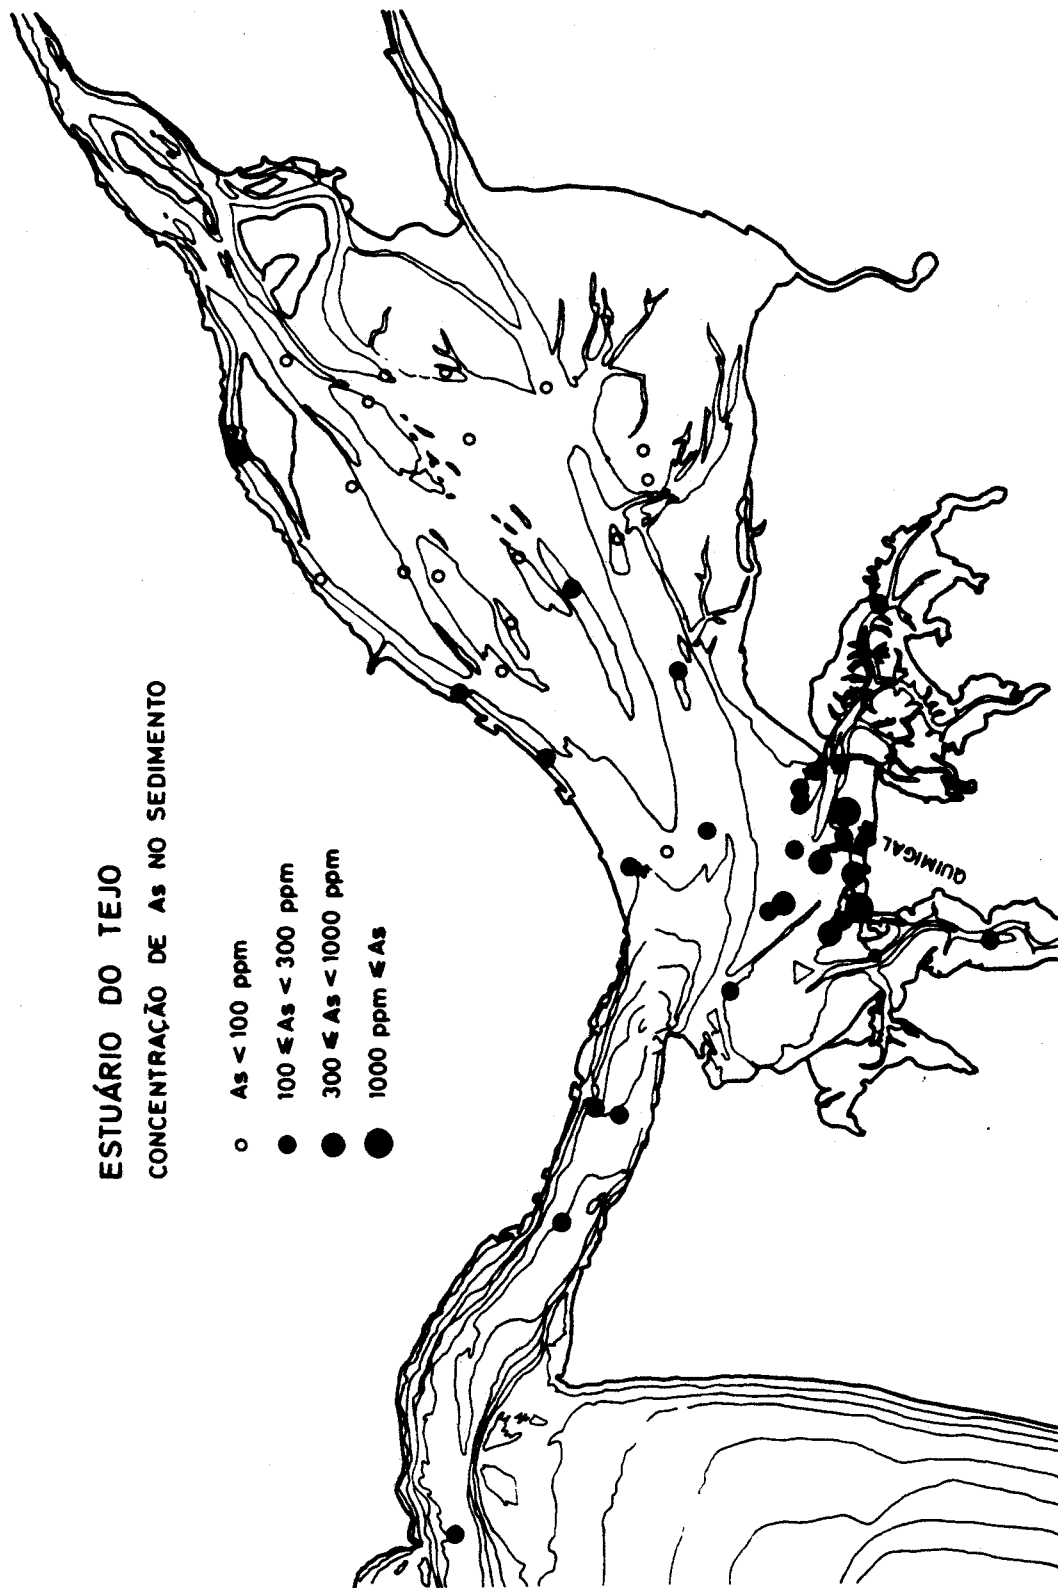 ESTUÁRIO DO TEJO
CONCENTRAÇÃO DE As NO SEDIMENTO
As < 100 ppm
100 ⩽ As < 300 ppm
300 ⩽ As < 1000 ppm
1000 ppm ⩽ As
QUIMIGAL